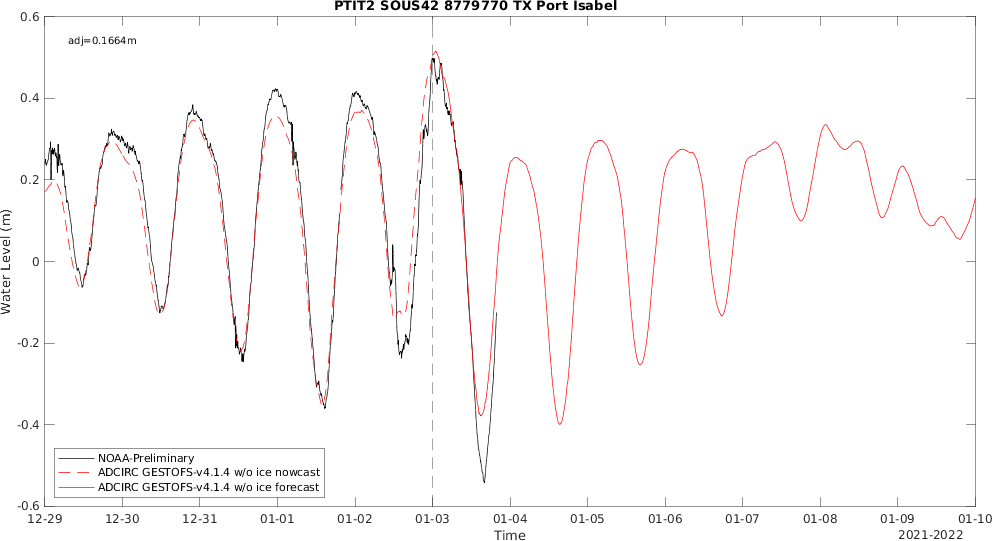 PTIT2 SOUS42 8779770 TX Port Isabel
adj=0.1664m
0.6
0.4
0.2
0
-0.2
-0.4
-0.6
Water Level (m)
NOAA-Preliminary
ADCIRC GESTOFS-v4.1.4 w/o ice nowcast
ADCIRC GESTOFS-v4.1.4 w/o ice forecast
12-29 12-30 12-31 01-01 01-02 01-03 01-04 01-05 01-06 01-07 01-08 01-09 01-10
Time
2021-2022